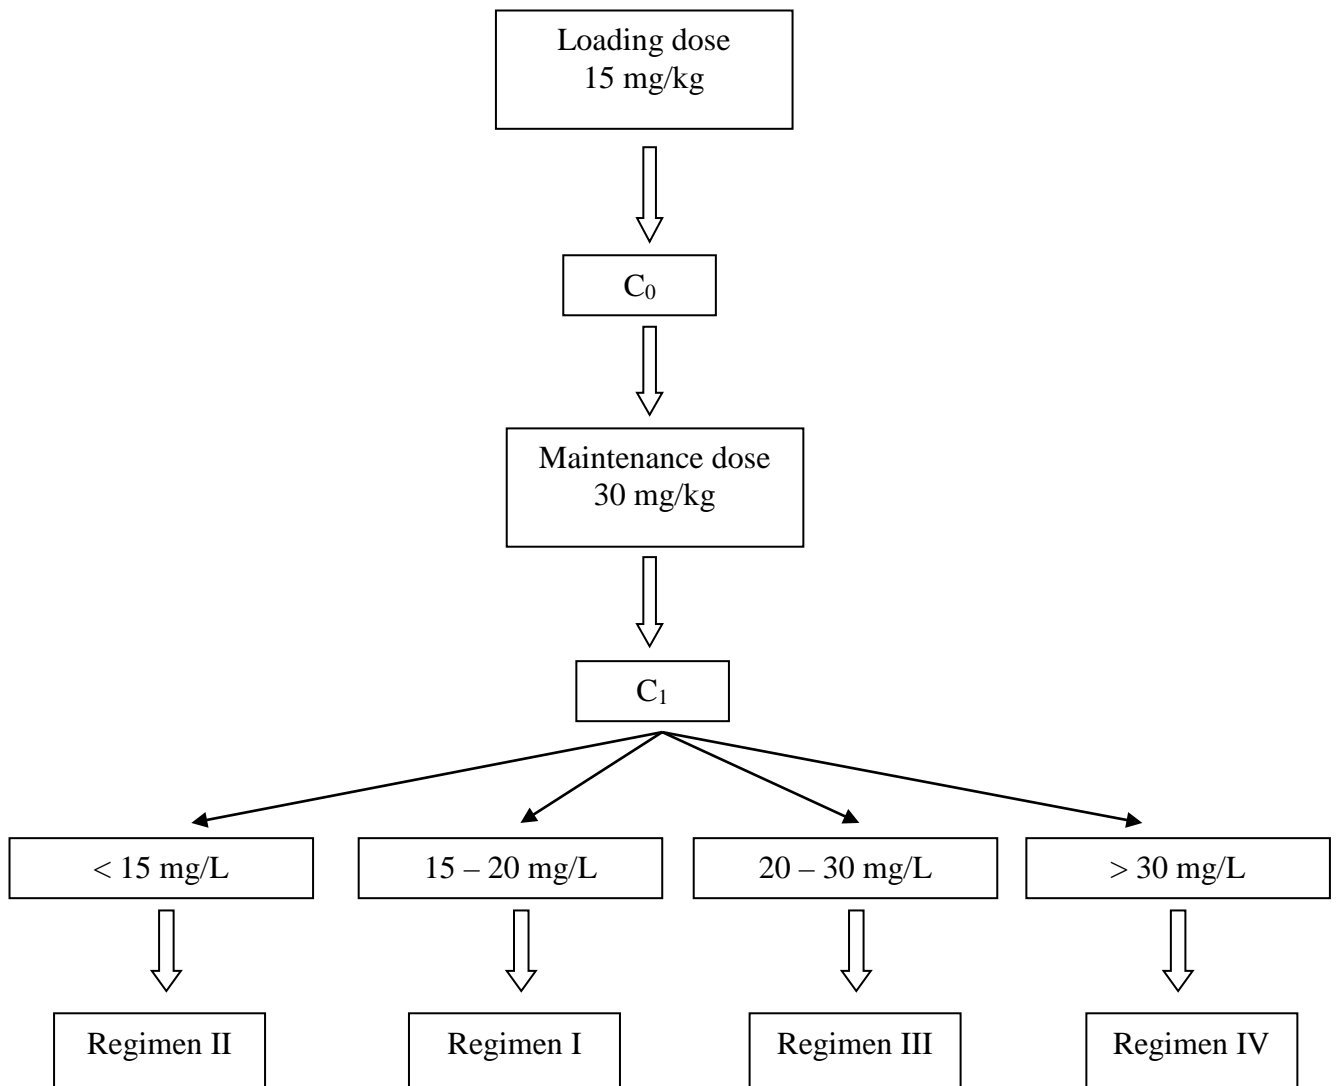 Loading dose
15 mg/kg
C₀
Maintenance dose
30 mg/kg
C₁
< 15 mg/L
15 – 20 mg/L
20 – 30 mg/L
> 30 mg/L
Regimen II
Regimen I
Regimen III
Regimen IV